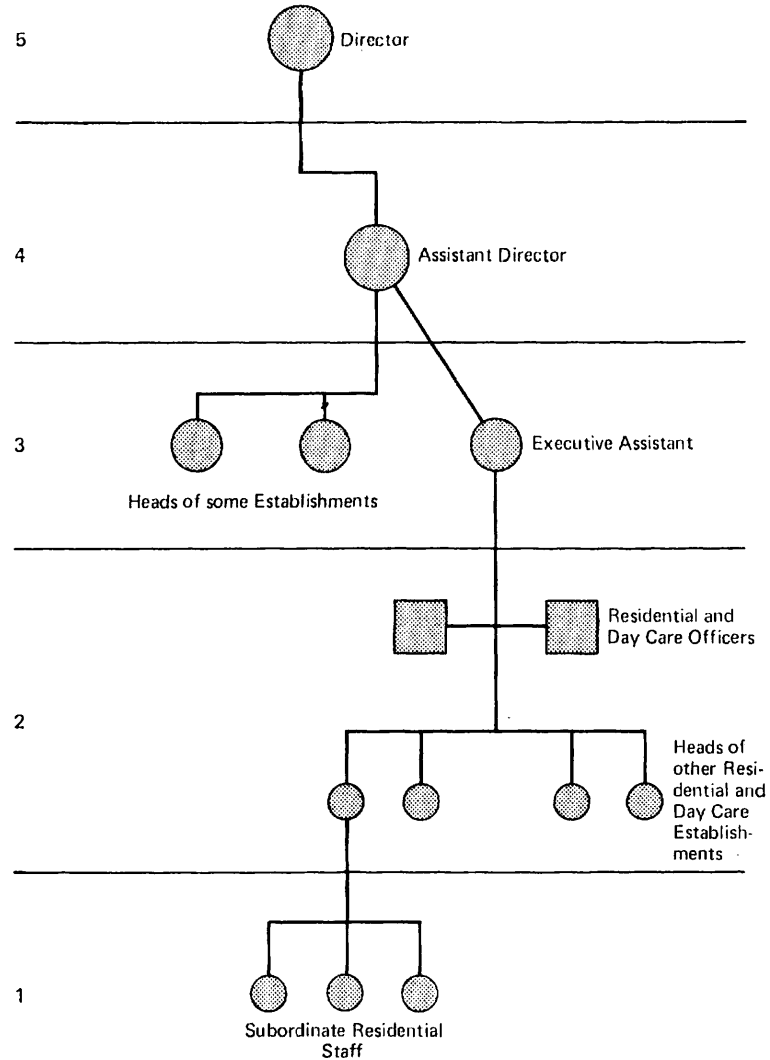 5
Director
4
Assistant Director
3
Executive Assistant
Heads of some Establishments
Residential and
Day Care Officers
2
Heads of
other Resi-
dential and
Day Care
Establish-
ments
1
Subordinate Residential
Staff